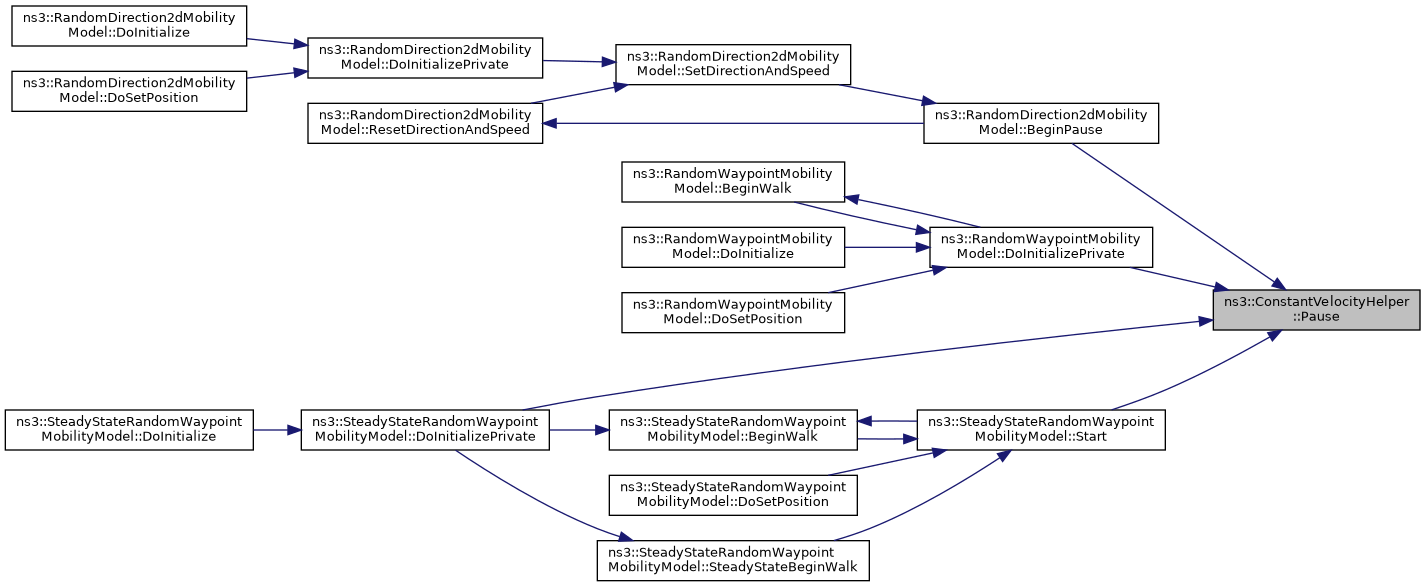 ns3::RandomDirection2dMobility
Model::DoInitialize
ns3::RandomDirection2dMobility
Model::DoSetPosition
ns3::RandomDirection2dMobility
Model::DoInitializePrivate
ns3::RandomDirection2dMobility
Model::ResetDirectionAndSpeed
ns3::RandomDirection2dMobility
Model::SetDirectionAndSpeed
ns3::RandomDirection2dMobility
Model::BeginPause
ns3::RandomWaypointMobility
Model::BeginWalk
ns3::RandomWaypointMobility
Model::DoInitialize
ns3::RandomWaypointMobility
Model::DoSetPosition
ns3::RandomWaypointMobility
Model::DoInitializePrivate
ns3::ConstantVelocityHelper
::Pause
ns3::SteadyStateRandomWaypoint
MobilityModel::DoInitialize
ns3::SteadyStateRandomWaypoint
MobilityModel::DoInitializePrivate
ns3::SteadyStateRandomWaypoint
MobilityModel::BeginWalk
ns3::SteadyStateRandomWaypoint
MobilityModel::Start
ns3::SteadyStateRandomWaypoint
MobilityModel::DoSetPosition
ns3::SteadyStateRandomWaypoint
MobilityModel::SteadyStateBeginWalk